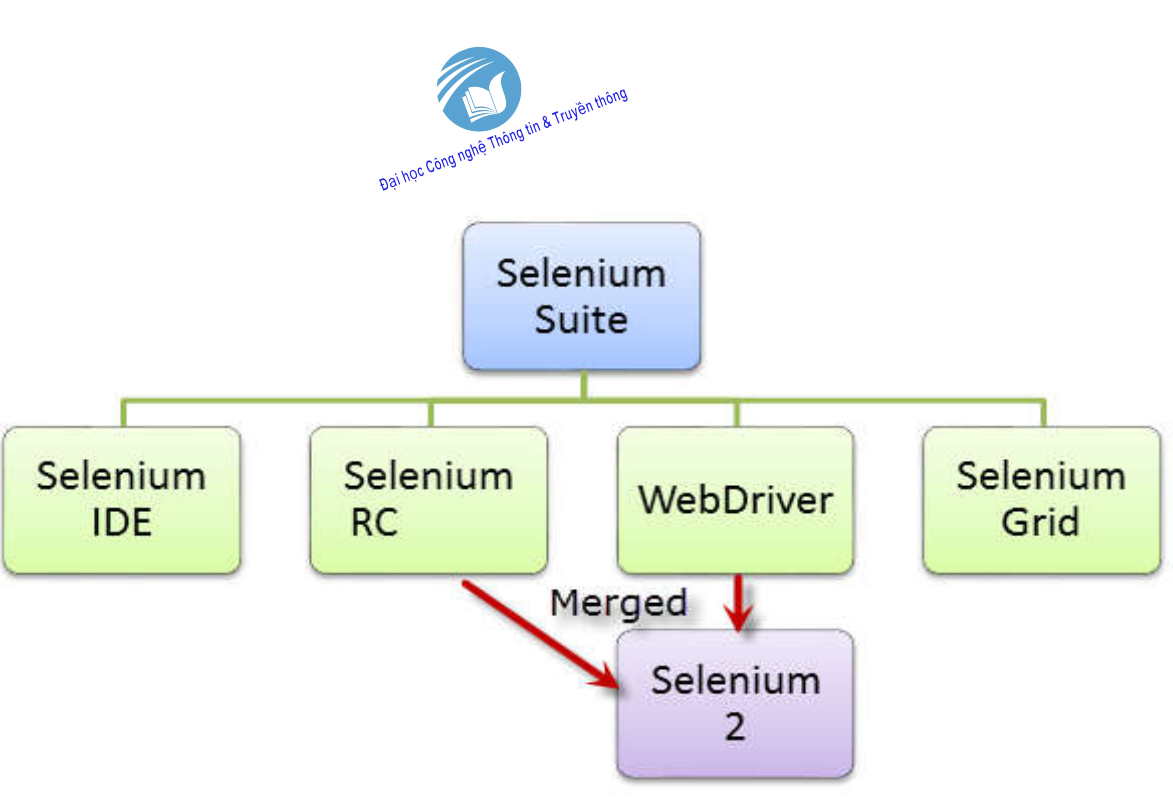 Đại học Công nghệ Thông tin & Truyền thông
Selenium
Suite
Selenium
IDE
Selenium
RC
WebDriver
Selenium
Grid
Merged
Selenium
2